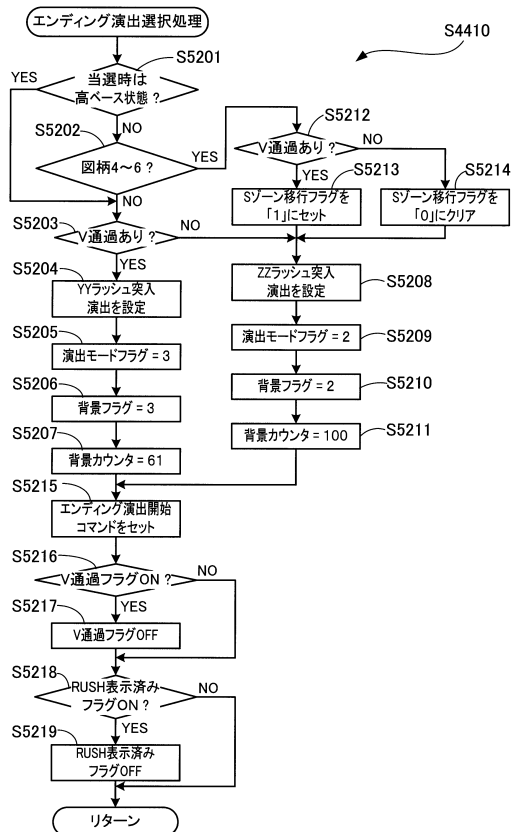 エンディング演出選択処理
S4410
S5201
当選時は
高ベース状態？
YES
NO
S5202
図柄4～6？
YES
NO
S5212
V通過あり？
NO
YES
S5213
Sゾーン移行フラグを
「1」にセット
S5214
Sゾーン移行フラグを
「0」にクリア
S5203
V通過あり？
NO
YES
S5204
YYラッシュ突入
演出を設定
S5205
演出モードフラグ = 3
S5206
背景フラグ = 3
S5207
背景カウンタ = 61
ZZラッシュ突入
演出を設定
S5208
演出モードフラグ = 2
S5209
背景フラグ = 2
S5210
背景カウンタ = 100
S5211
S5215
エンディング演出開始
コマンドをセット
S5216
V通過フラグON？
NO
YES
S5217
V通過フラグOFF
S5218
RUSH表示済み
フラグON？
NO
YES
S5219
RUSH表示済み
フラグOFF
リターン